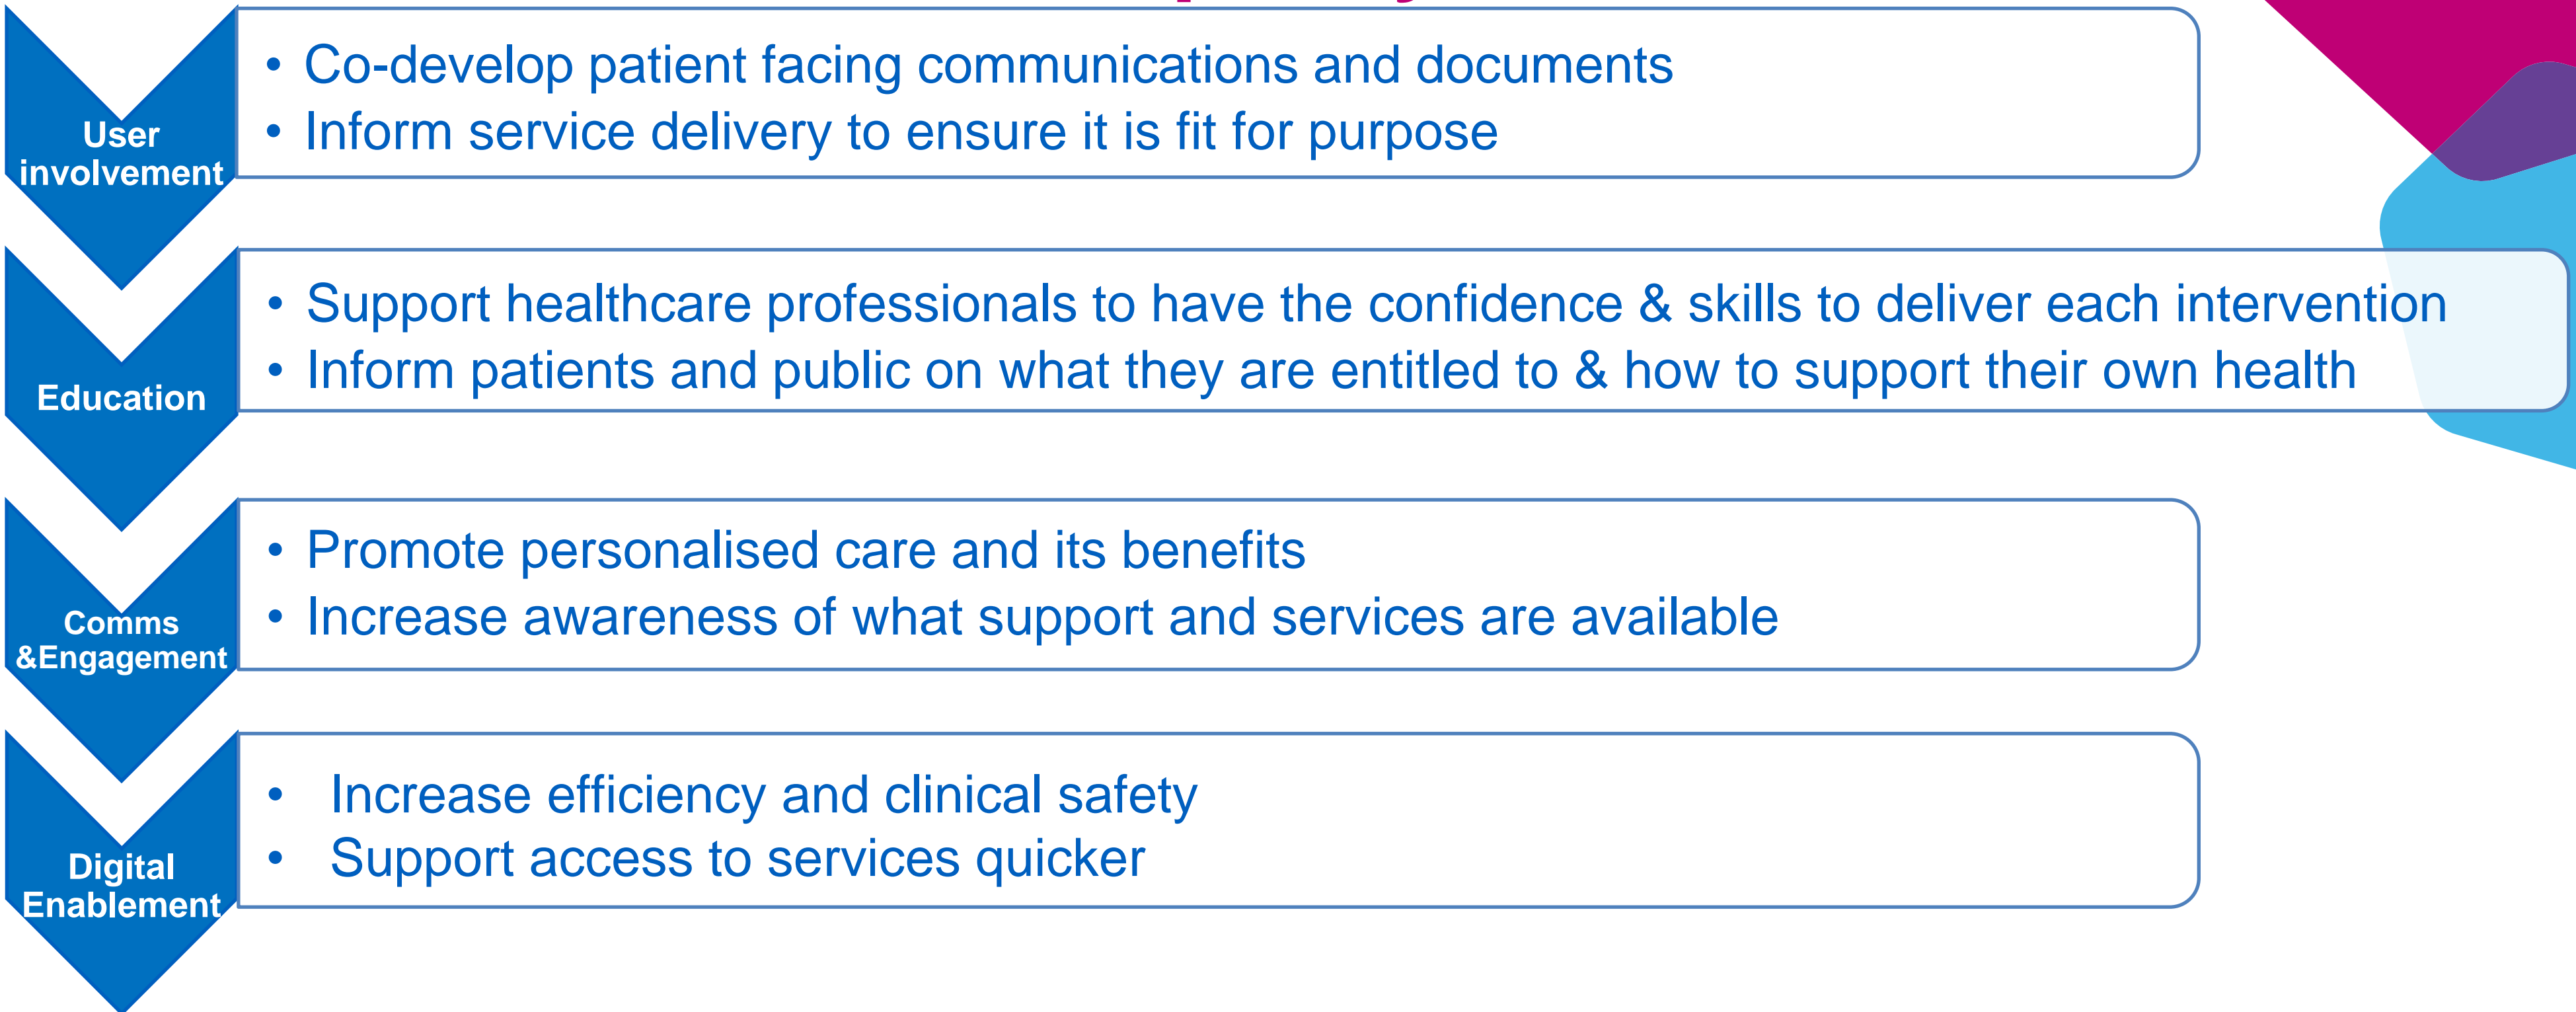 User
involvement
• Co-develop patient facing communications and documents
• Inform service delivery to ensure it is fit for purpose
Education
• Support healthcare professionals to have the confidence & skills to deliver each intervention
• Inform patients and public on what they are entitled to & how to support their own health
Comms
&Engagement
• Promote personalised care and its benefits
• Increase awareness of what support and services are available
Digital
Enablement
• Increase efficiency and clinical safety
• Support access to services quicker